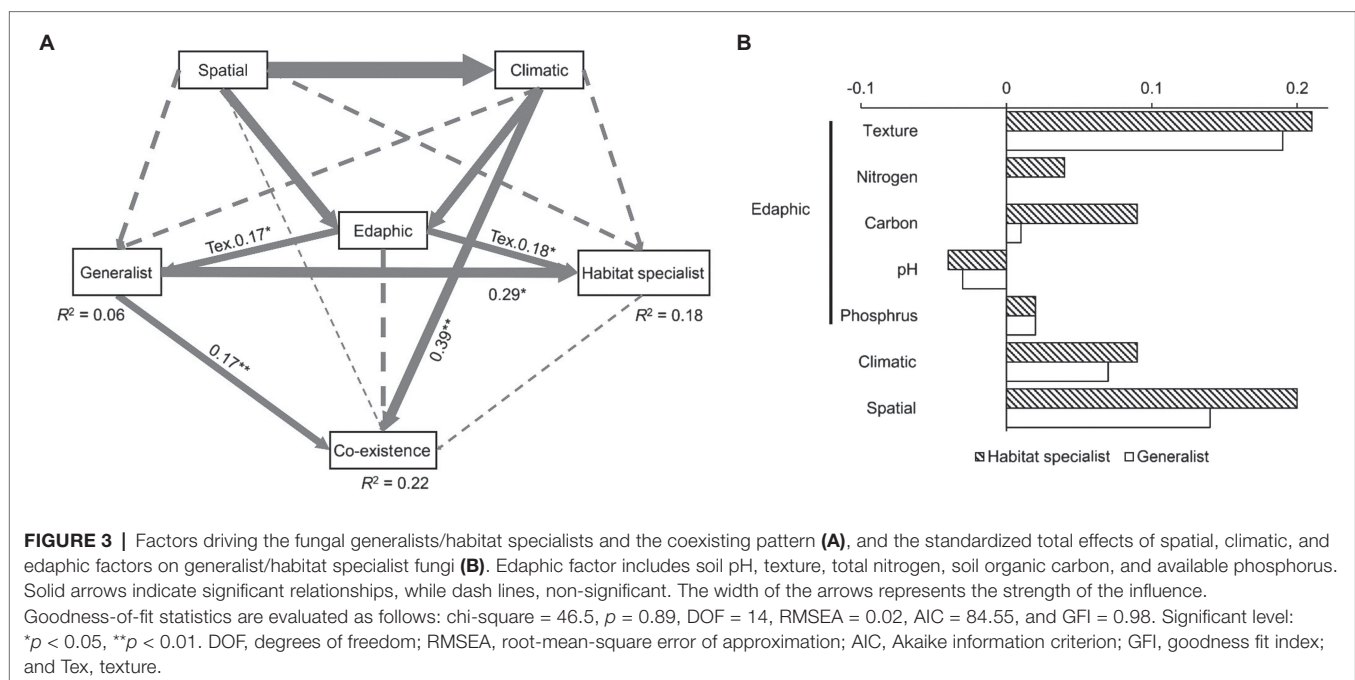 A
Spatial
Climatic
Edaphic
Tex.0.17*
Tex.0.18*
Generalist
Habitat specialist
R² = 0.06
0.29*
R² = 0.18
0.17**
0.39**
Co-existence
R² = 0.22
B
-0.1 0 0.1 0.2
Texture
Nitrogen
Edaphic
Carbon
pH
Phosphrus
Climatic
Spatial
Habitat specialist Generalist
FIGURE 3 | Factors driving the fungal generalists/habitat specialists and the coexisting pattern (A), and the standardized total effects of spatial, climatic, and
edaphic factors on generalist/habitat specialist fungi (B). Edaphic factor includes soil pH, texture, total nitrogen, soil organic carbon, and available phosphorus.
Solid arrows indicate significant relationships, while dash lines, non-significant. The width of the arrows represents the strength of the influence.
Goodness-of-fit statistics are evaluated as follows: chi-square = 46.5, p = 0.89, DOF = 14, RMSEA = 0.02, AIC = 84.55, and GFI = 0.98. Significant level:
*p < 0.05, **p < 0.01. DOF, degrees of freedom; RMSEA, root-mean-square error of approximation; AIC, Akaike information criterion; GFI, goodness fit index;
and Tex, texture.